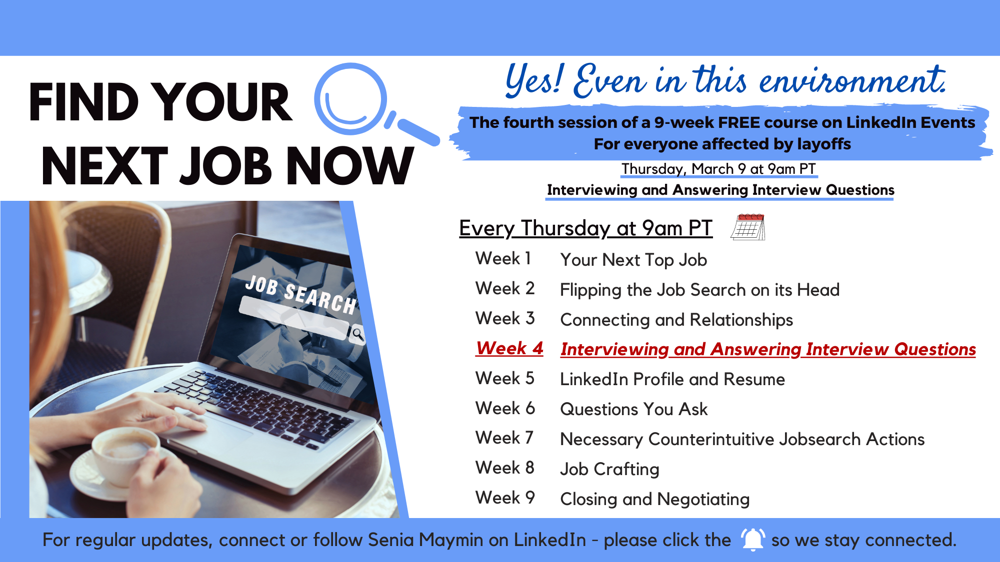 FIND YOUR
NEXT JOB NOW
Yes! Even in this environment.
The fourth session of a 9-week FREE course on LinkedIn Events
For everyone affected by layoffs
Thursday, March 9 at 9am PT
Interviewing and Answering Interview Questions
Every Thursday at 9am PT
Week 1 Your Next Top Job
Week 2 Flipping the Job Search on its Head
Week 3 Connecting and Relationships
Week 4 Interviewing and Answering Interview Questions
Week 5 LinkedIn Profile and Resume
Week 6 Questions You Ask
Week 7 Necessary Counterintuitive Jobsearch Actions
Week 8 Job Crafting
Week 9 Closing and Negotiating
JOB SEARCH
For regular updates, connect or follow Senia Maymin on LinkedIn - please click the so we stay connected.